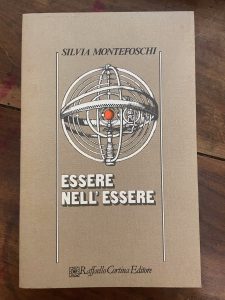 SILVIA MONTEFOSCHI
ESSERE
NELL'ESSERE
Raffaello Cortina Editore